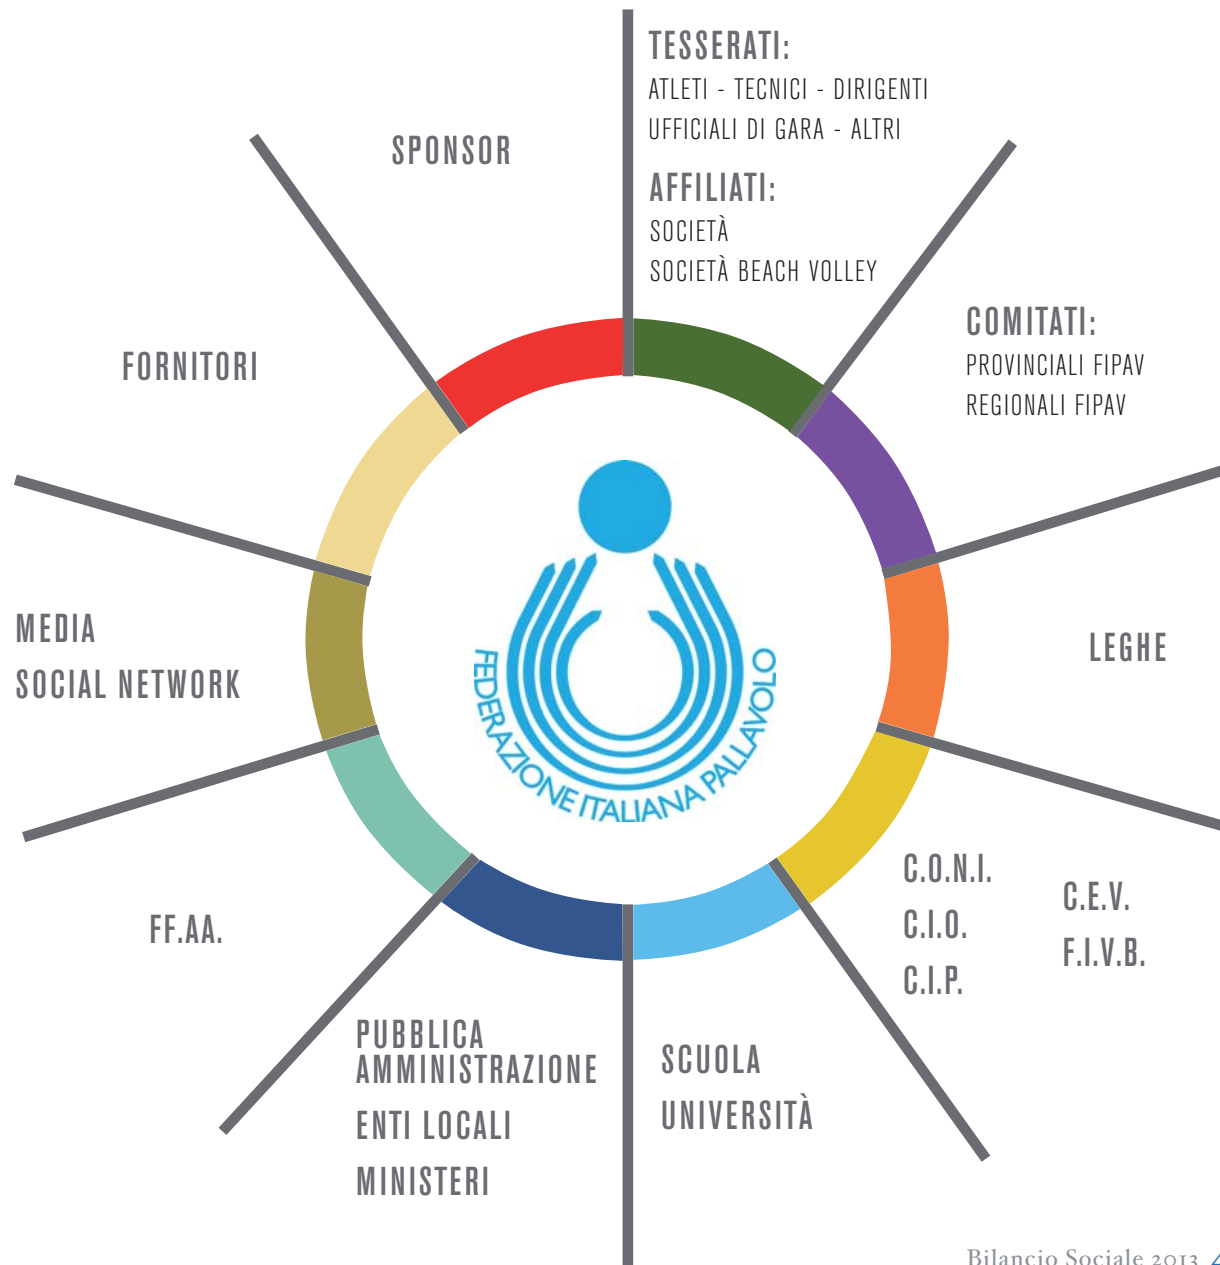 TESSERATI:
ATLETI - TECNICI - DIRIGENTI
UFFICIALI DI GARA - ALTRI
AFFILIATI:
SOCIETÀ
SOCIETÀ BEACH VOLLEY
COMITATI:
PROVINCIALI FIPAV
REGIONALI FIPAV
LEGHE
C.O.N.I.
C.I.O.
C.I.P.
C.E.V.
F.I.V.B.
SCUOLA
UNIVERSITÀ
PUBBLICA
AMMINISTRAZIONE
ENTI LOCALI
MINISTERI
FF.AA.
MEDIA
SOCIAL NETWORK
FORNITORI
SPONSOR
FEDERAZIONE ITALIANA PALLAVOLO
Bilancio Sociale 2013